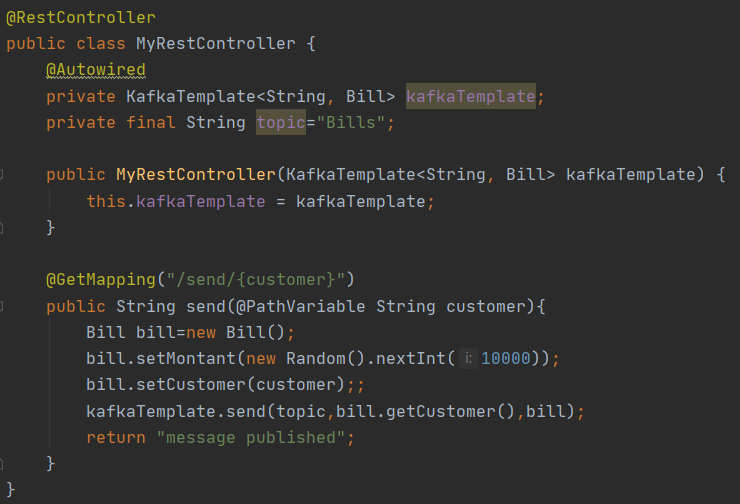 @RestController
public class MyRestController {
@Autowired
private KafkaTemplate<String, Bill> kafkaTemplate;
private final String topic="Bills";
public MyRestController(KafkaTemplate<String, Bill> kafkaTemplate) {
this.kafkaTemplate = kafkaTemplate;
}
@GetMapping("/send/{customer}")
public String send(@PathVariable String customer){
Bill bill=new Bill();
bill.setMontant(new Random().nextInt( i: 10000));
bill.setCustomer(customer);;
kafkaTemplate.send(topic,bill.getCustomer(),bill);
return "message published";
}
}